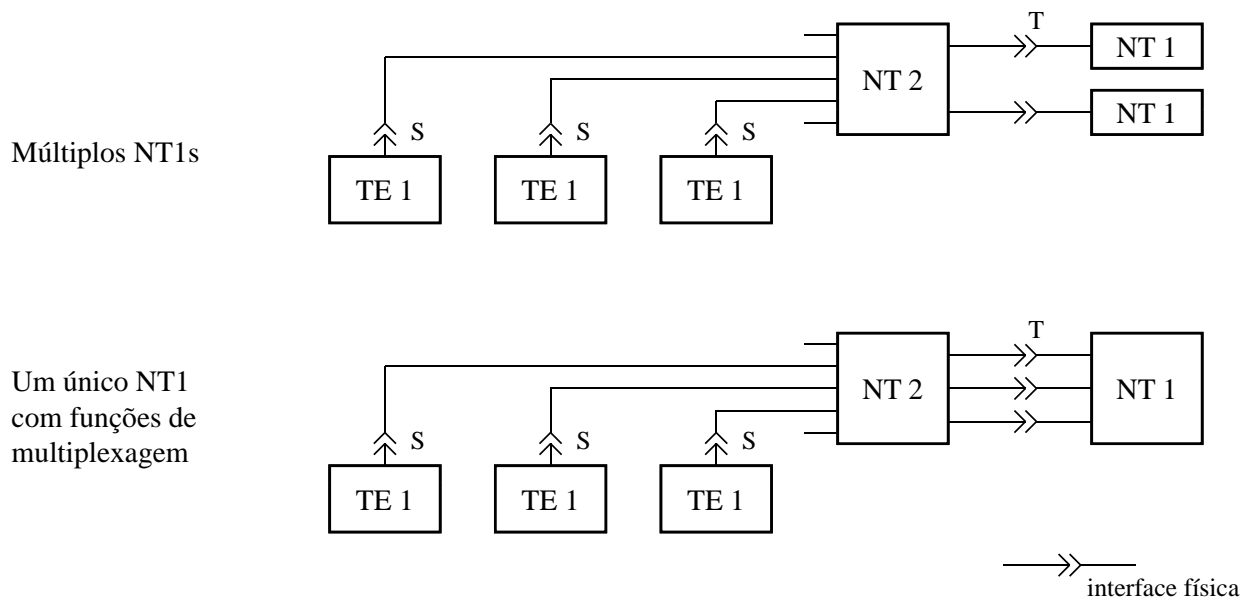 T
NT 2
NT 1
NT 1
Múltiplos NT1s
S
S
S
TE 1
TE 1
TE 1
T
Um único NT1
com funções de
multiplexagem
NT 2
NT 1
S
S
S
TE 1
TE 1
TE 1
interface física